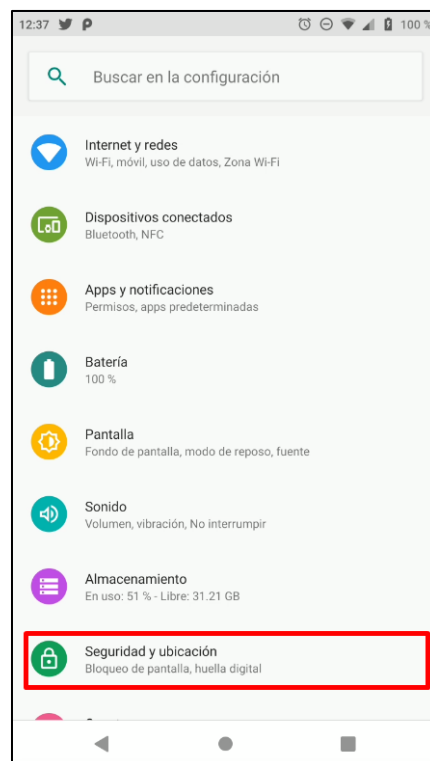 12:37 100 %
Buscar en la configuración
Internet y redes
Wi-Fi, móvil, uso de datos, Zona Wi-Fi
Dispositivos conectados
Bluetooth, NFC
Apps y notificaciones
Permisos, apps predeterminadas
Batería
100 %
Pantalla
Fondo de pantalla, modo de reposo, fuente
Sonido
Volumen, vibración, No interrumpir
Almacenamiento
En uso: 51 % - Libre: 31.21 GB
Seguridad y ubicación
Bloqueo de pantalla, huella digital